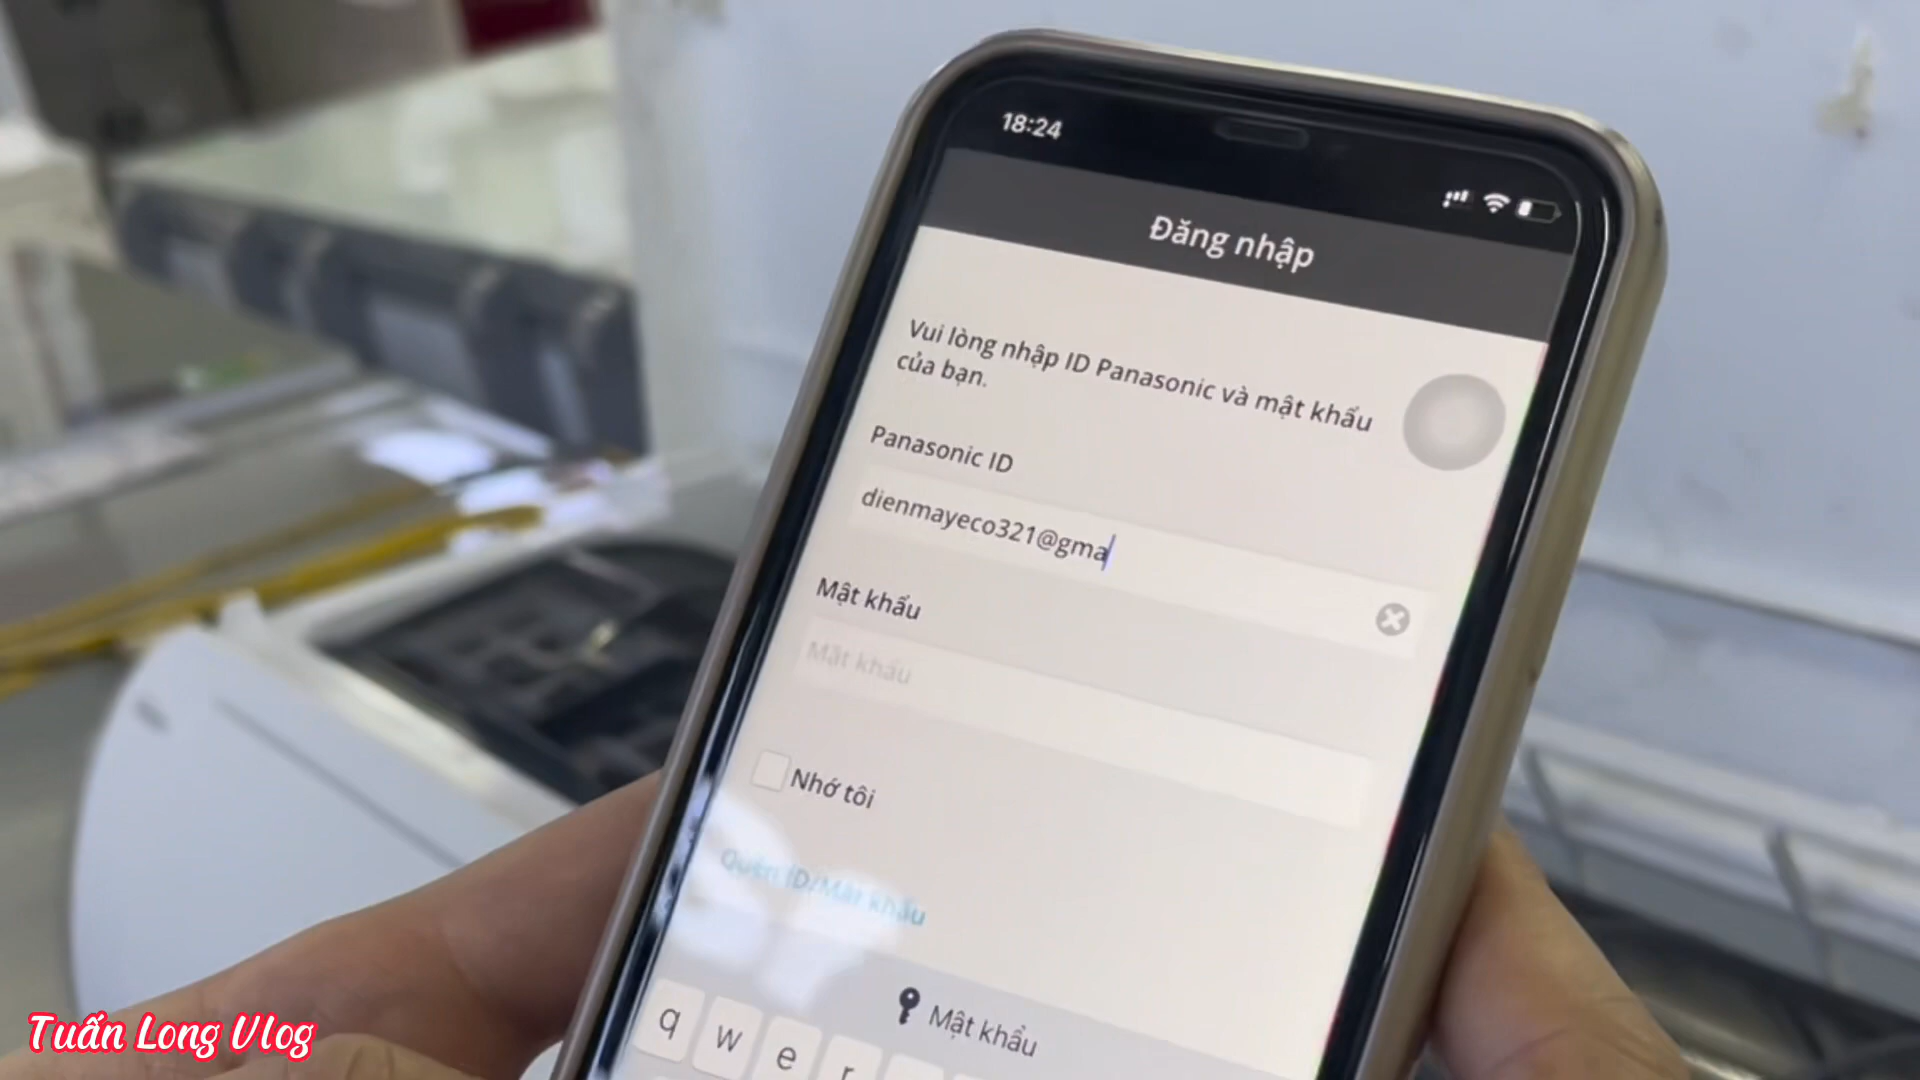 18:24
Đăng nhập
Vui lòng nhập ID Panasonic và mật khẩu
của bạn.
Panasonic ID
dienmayeco321@gma
Mật khẩu
Mật khẩu
Nhớ tôi
Quên ID/Mật khẩu
Mật khẩu
q w e r
Tuấn Long Vlog